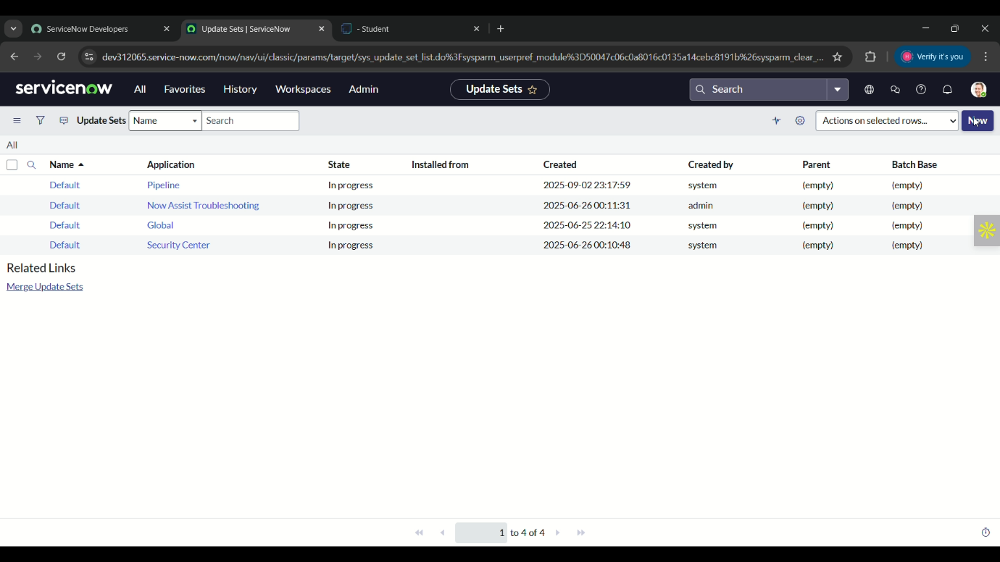 ServiceNow Developers
Update Sets | ServiceNow
- Student
dev312065.service-now.com/now/nav/ui/classic/params/target/sys_update_set_list.do%3Fsysparm_userpref_module%3D50047c06c0a8016c0135a14cebc8191b%26sysparm_clear_...
H Verify it's you
servicenow All Favorites History Workspaces Admin Update Sets Search
Update Sets Name Search Actions on selected rows... New
All
Name Application State Installed from Created Created by Parent Batch Base
Default Pipeline In progress 2025-09-02 23:17:59 system (empty) (empty)
Default Now Assist Troubleshooting In progress 2025-06-26 00:11:31 admin (empty) (empty)
Default Global In progress 2025-06-25 22:14:10 system (empty) (empty)
Default Security Center In progress 2025-06-26 00:10:48 system (empty) (empty)
Related Links
Merge Update Sets
1 to 4 of 4